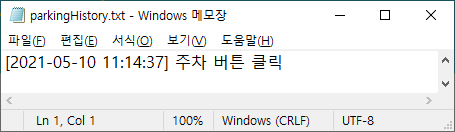 parkingHistory.txt - Windows 메모장
파일(F) 편집(E) 서식(O) 보기(V) 도움말(H)
[2021-05-10 11:14:37] 주차 버튼 클릭
Ln 1, Col 1 100% Windows (CRLF) UTF-8